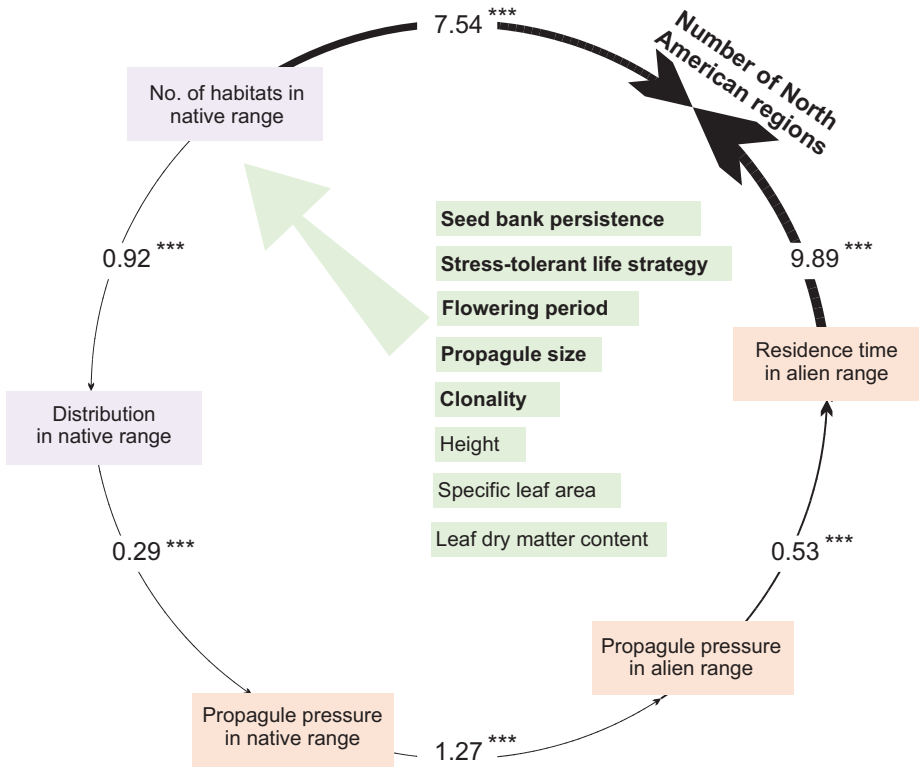 7.54 ***
Number of North
American regions
No. of habitats in
native range
Seed bank persistence
0.92 ***
Stress-tolerant life strategy
9.89 ***
Flowering period
Propagule size
Residence time
in alien range
Clonality
Distribution
in native range
Height
Specific leaf area
Leaf dry matter content
0.29 ***
0.53 ***
Propagule pressure
in alien range
Propagule pressure
in native range
1.27 ***